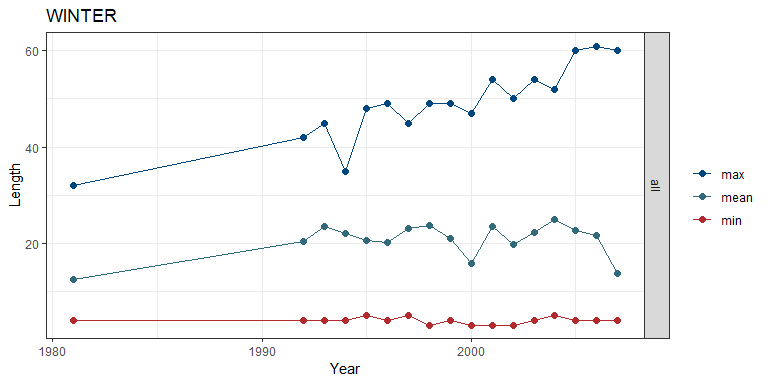 WINTER
60
40
20
Length
1980 1990 2000
Year
all
max
mean
min